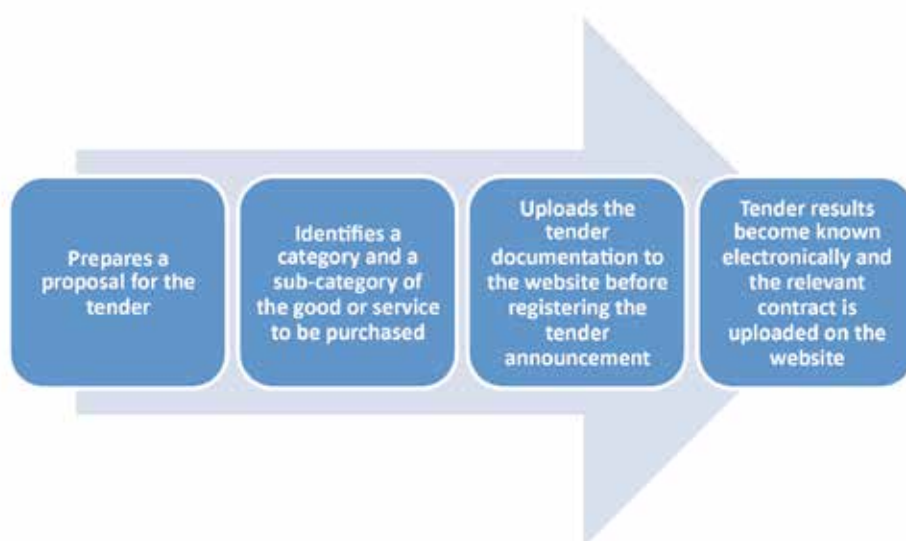 Prepares a
proposal for the
tender
Identifies a
category and a
sub-category of
the good or service
to be purchased
Uploads the
tender
documentation to
the website before
registering the
tender
announcement
Tender results
become known
electronically and
the relevant
contract is
uploaded on the
website